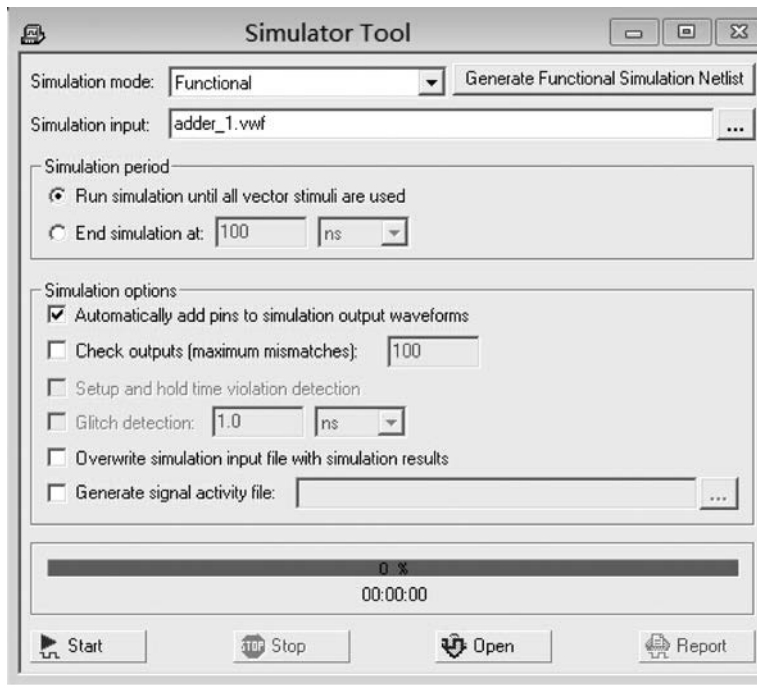 Simulator Tool
Simulation mode: Functional Generate Functional Simulation Netlist
Simulation input: adder_1.vwf ...
Simulation period
Run simulation until all vector stimuli are used
End simulation at: 100 ns
Simulation options
Automatically add pins to simulation output waveforms
Check outputs (maximum mismatches): 100
Setup and hold time violation detection
Glitch detection: 1.0 ns
Overwrite simulation input file with simulation results
Generate signal activity file: ...
0 %
00:00:00
Start STOP Stop Open Report